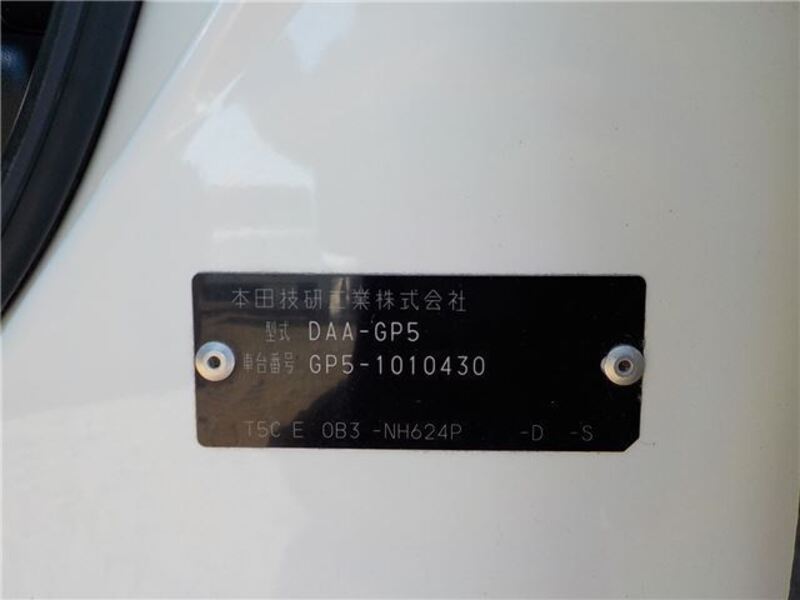 本田技研工業株式会社
型式 DAA-GP5
車台番号 GP5-1010430
T5C E 0B3 -NH624P -D -S